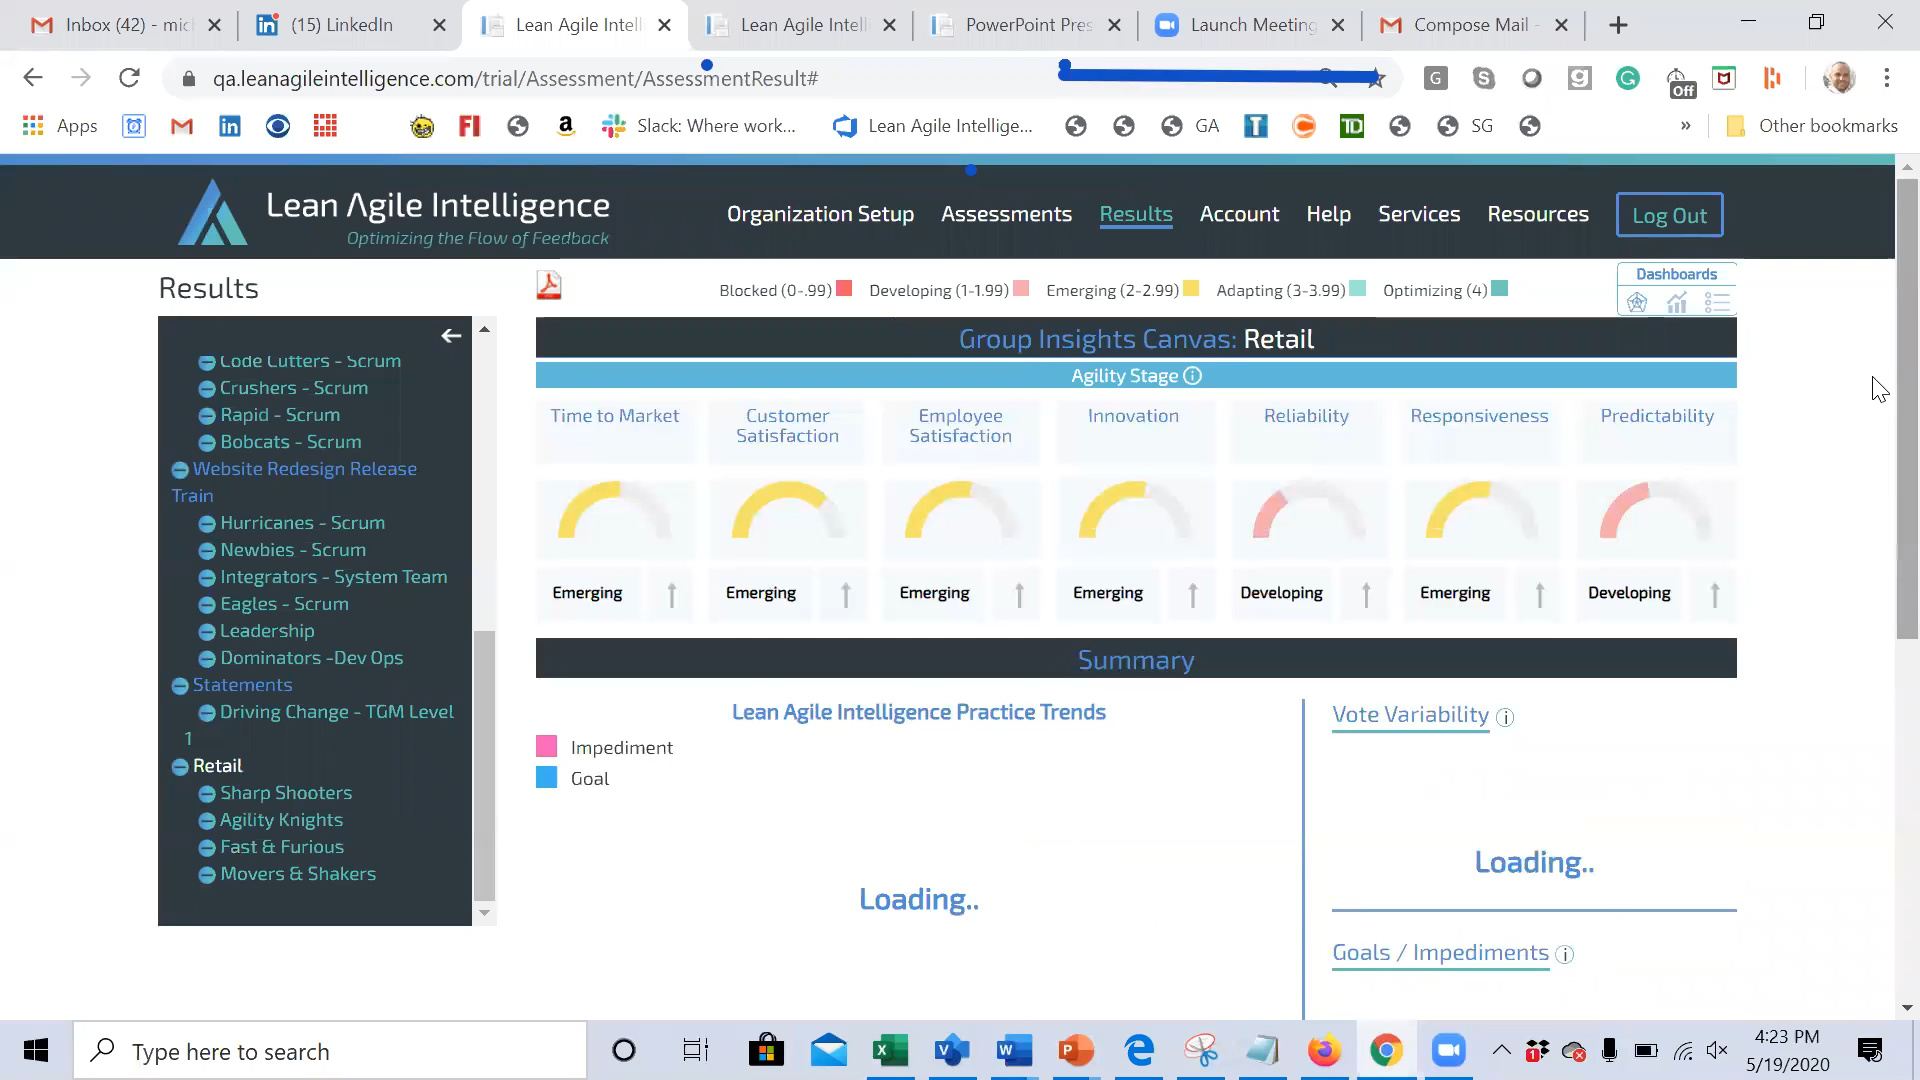 Inbox (42) - mic
(15) LinkedIn
Lean Agile Intelli
Lean Agile Intelli
PowerPoint Pres
Launch Meeting
Compose Mail -
qa.leanagileintelligence.com/trial/Assessment/AssessmentResult#
Off
Apps
FI
Slack: Where work...
Lean Agile Intellige...
GA
TD
SG
»
Other bookmarks
Lean Agile Intelligence
Optimizing the Flow of Feedback
Organization Setup
Assessments
Results
Account
Help
Services
Resources
Log Out
Results
Blocked (0-.99)
Developing (1-1.99)
Emerging (2-2.99)
Adapting (3-3.99)
Optimizing (4)
Dashboards
Code Cutters - Scrum
Crushers - Scrum
Rapid - Scrum
Bobcats - Scrum
Website Redesign Release
Train
Hurricanes - Scrum
Newbies - Scrum
Integrators - System Team
Eagles - Scrum
Leadership
Dominators -Dev Ops
Statements
Driving Change - TGM Level
1
Retail
Sharp Shooters
Agility Knights
Fast & Furious
Movers & Shakers
Group Insights Canvas: Retail
Agility Stage
Time to Market
Customer
Satisfaction
Employee
Satisfaction
Innovation
Reliability
Responsiveness
Predictability
Emerging
Emerging
Emerging
Emerging
Developing
Emerging
Developing
Summary
Lean Agile Intelligence Practice Trends
Impediment
Goal
Loading..
Vote Variability
Loading..
Goals / Impediments
Type here to search
4:23 PM
5/19/2020